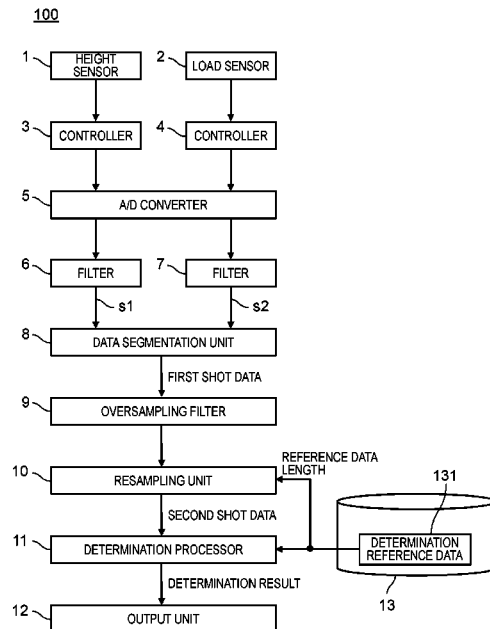 100
1
HEIGHT
SENSOR
2
LOAD SENSOR
3
CONTROLLER
4
CONTROLLER
5
A/D CONVERTER
6
FILTER
7
FILTER
s1
s2
8
DATA SEGMENTATION UNIT
FIRST SHOT DATA
9
OVERSAMPLING FILTER
REFERENCE DATA
LENGTH
10
RESAMPLING UNIT
131
SECOND SHOT DATA
11
DETERMINATION PROCESSOR
DETERMINATION
REFERENCE DATA
DETERMINATION RESULT
13
12
OUTPUT UNIT